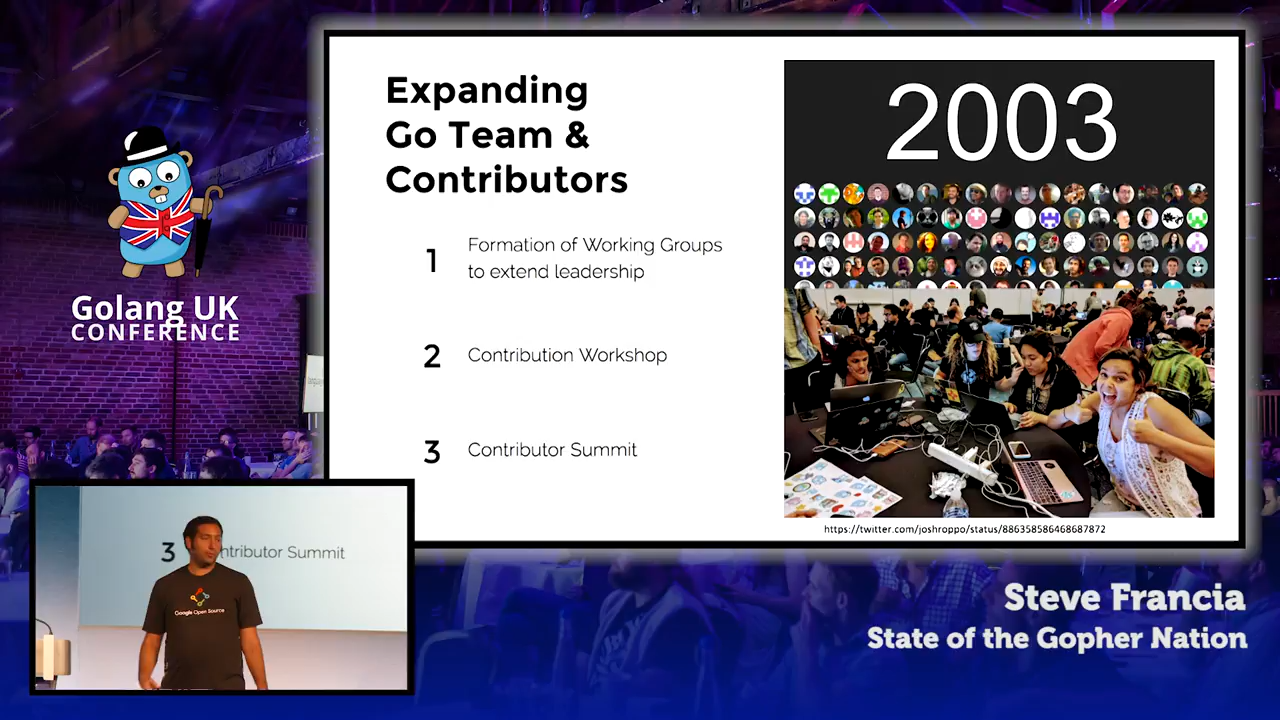 Expanding
Go Team &
Contributors
1
Formation of Working Groups
to extend leadership
2
Contribution Workshop
3
Contributor Summit
2003
https://twitter.com/joshroppo/status/886358586468687872
Golang UK
CONFERENCE
3
ntributor Summit
Google Open Source
Steve Francia
State of the Gopher Nation